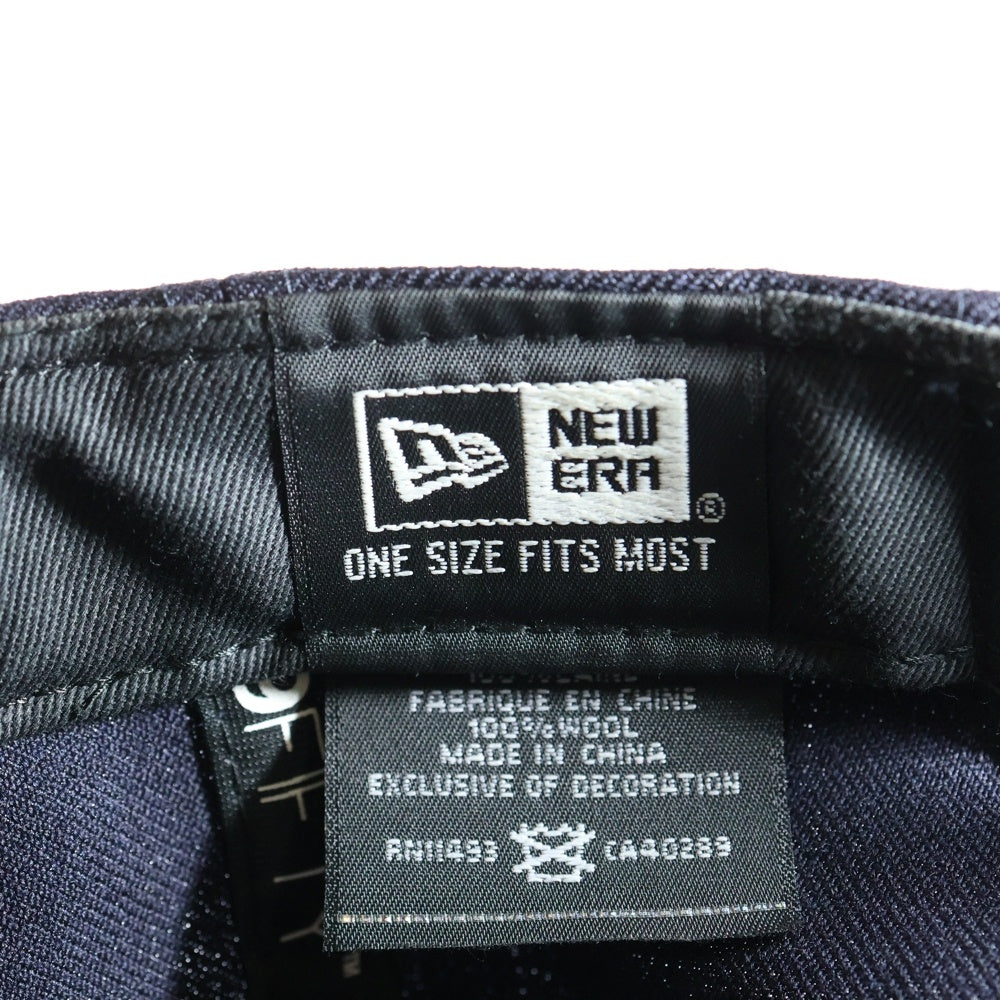 NEW
ERA
®
ONE SIZE FITS MOST
FABRIQUE EN CHINE
100%WOOL
MADE IN CHINA
EXCLUSIVE OF DECORATION
RN11493 CA40289
9FIFTY